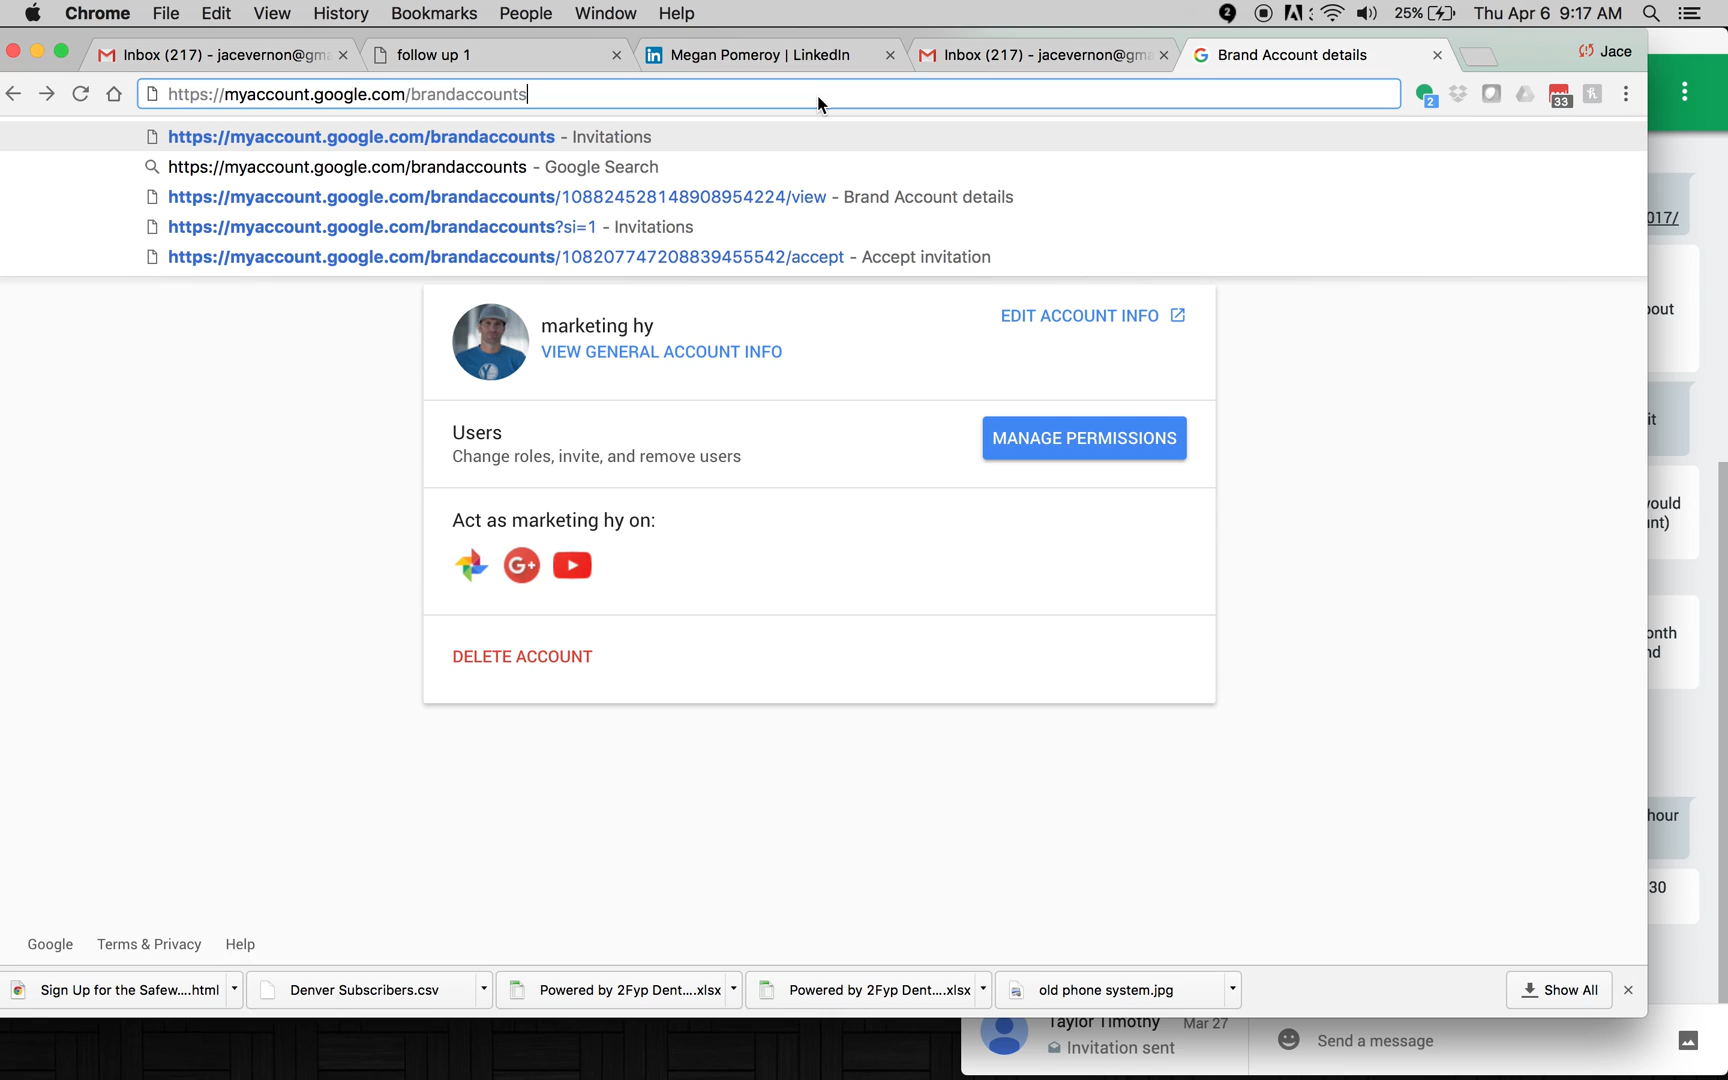 Chrome File Edit View History Bookmarks People Window Help 2 25% Thu Apr 6 9:17 AM
Inbox (217) - jacevernon@gma
follow up 1
Megan Pomeroy | LinkedIn
Inbox (217) - jacevernon@gma
Brand Account details
Jace
https://myaccount.google.com/brandaccounts
2
33
https://myaccount.google.com/brandaccounts - Invitations
https://myaccount.google.com/brandaccounts - Google Search
https://myaccount.google.com/brandaccounts/108824528148908954224/view - Brand Account details
https://myaccount.google.com/brandaccounts?si=1 - Invitations
https://myaccount.google.com/brandaccounts/108207747208839455542/accept - Accept invitation
017/
marketing hy
EDIT ACCOUNT INFO
VIEW GENERAL ACCOUNT INFO
Users
Change roles, invite, and remove users
MANAGE PERMISSIONS
Act as marketing hy on:
G+
DELETE ACCOUNT
it
hour
30
Google Terms & Privacy Help
Sign Up for the Safew....html
Denver Subscribers.csv
Powered by 2Fyp Dent....xlsx
Powered by 2Fyp Dent....xlsx
old phone system.jpg
Show All
Taylor Timothy Mar 27
Invitation sent
Send a message